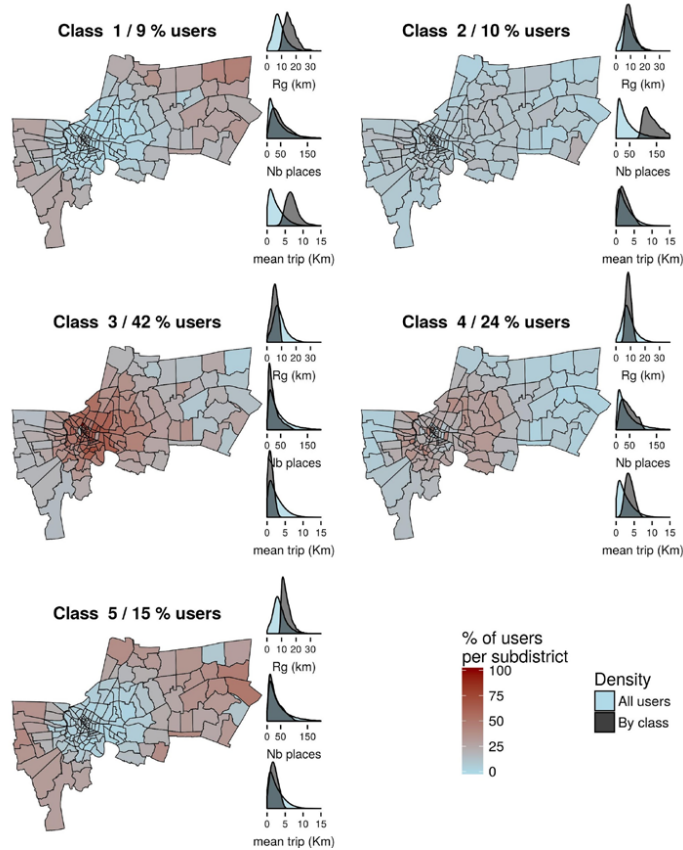 Class 1 / 9 % users
0 10 20 30
Rg (km)
50 150
Nb places
0 5 10 15
mean trip (Km)
Class 2 / 10 % users
0 10 20 30
Rg (km)
50 150
Nb places
0 5 10 15
mean trip (Km)
Class 3 / 42 % users
0 10 20 30
Rg (km)
50 150
Nb places
0 5 10 15
mean trip (Km)
Class 4 / 24 % users
0 10 20 30
Rg (km)
50 150
Nb places
0 5 10 15
mean trip (Km)
Class 5 / 15 % users
0 10 20 30
Rg (km)
50 150
Nb places
0 5 10 15
mean trip (Km)
% of users
per subdistrict
100
75
50
25
0
Density
All users
By class